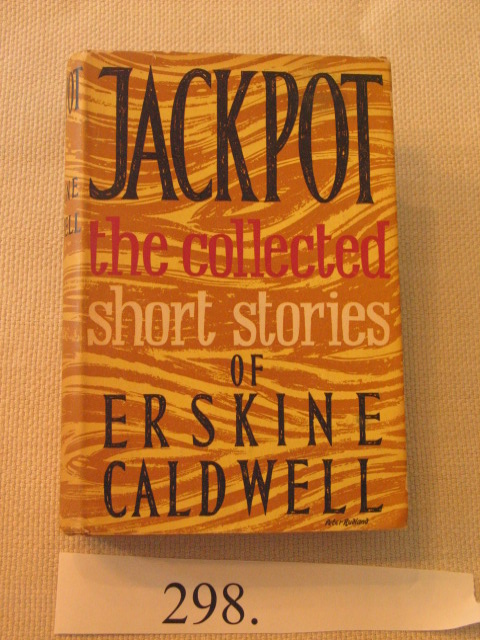 JACKPOT
the collected
short stories
OF
ERSKINE
CALDWELL
298.